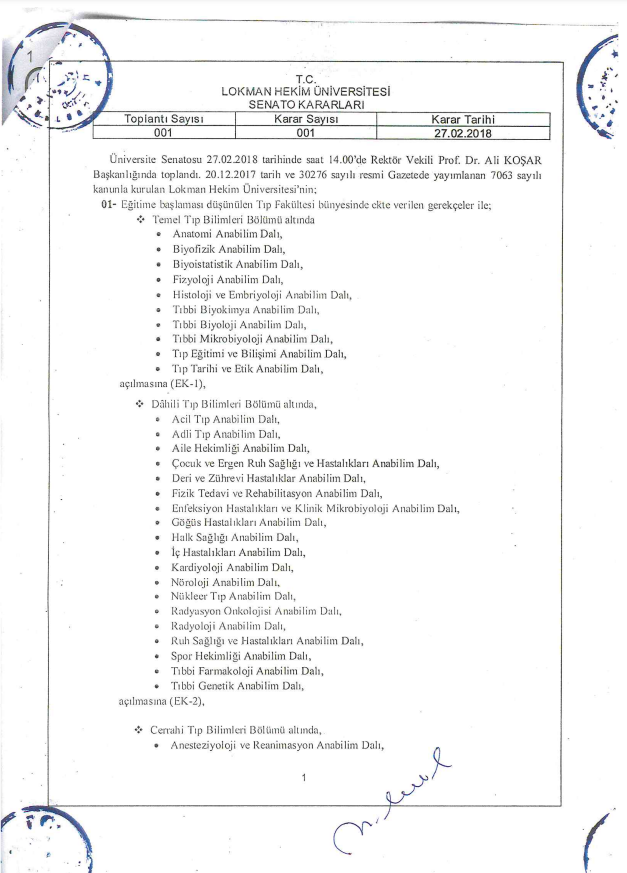 T.C.
LOKMAN HEKİM ÜNİVERSİTESİ
SENATO KARARLARI
Toplantı Sayısı Karar Sayısı Karar Tarihi
001 001 27.02.2018
Üniversite Senatosu 27.02.2018 tarihinde saat 14.00'de Rektör Vekili Prof. Dr. Ali KOŞAR
Başkanlığında toplandı. 20.12.2017 tarih ve 30276 sayılı resmi Gazetede yayımlanan 7063 sayılı
kanunla kurulan Lokman Hekim Üniversitesi'nin;
01- Eğitime başlaması düşünülen Tıp Fakültesi bünyesinde ekte verilen gerekçeler ile;
❖ Temel Tıp Bilimleri Bölümü altında
• Anatomi Anabilim Dalı,
• Biyofizik Anabilim Dalı,
• Biyoistatistik Anabilim Dalı,
• Fizyoloji Anabilim Dalı,
• Histoloji ve Embriyoloji Anabilim Dalı,
• Tıbbi Biyokimya Anabilim Dalı,
• Tıbbi Biyoloji Anabilim Dalı,
• Tıbbi Mikrobiyoloji Anabilim Dalı,
• Tıp Eğitimi ve Bilişimi Anabilim Dalı,
• Tıp Tarihi ve Etik Anabilim Dalı,
açılmasına (EK-1),
❖ Dâhili Tıp Bilimleri Bölümü altında,
• Acil Tıp Anabilim Dalı,
• Adli Tıp Anabilim Dalı,
• Aile Hekimliği Anabilim Dalı,
• Çocuk ve Ergen Ruh Sağlığı ve Hastalıkları Anabilim Dalı,
• Deri ve Zührevi Hastalıklar Anabilim Dalı,
• Fizik Tedavi ve Rehabilitasyon Anabilim Dalı,
• Enfeksiyon Hastalıkları ve Klinik Mikrobiyoloji Anabilim Dalı,
• Göğüs Hastalıkları Anabilim Dalı,
• Halk Sağlığı Anabilim Dalı,
• İç Hastalıkları Anabilim Dalı,
• Kardiyoloji Anabilim Dalı,
• Nöroloji Anabilim Dalı,
• Nükleer Tıp Anabilim Dalı,
• Radyasyon Onkolojisi Anabilim Dalı,
• Radyoloji Anabilim Dalı,
• Ruh Sağlığı ve Hastalıkları Anabilim Dalı,
• Spor Hekimliği Anabilim Dalı,
• Tıbbi Farmakoloji Anabilim Dalı,
• Tıbbi Genetik Anabilim Dalı,
açılmasına (EK-2),
❖ Cerrahi Tıp Bilimleri Bölümü altında,
• Anesteziyoloji ve Reanimasyon Anabilim Dalı,
1